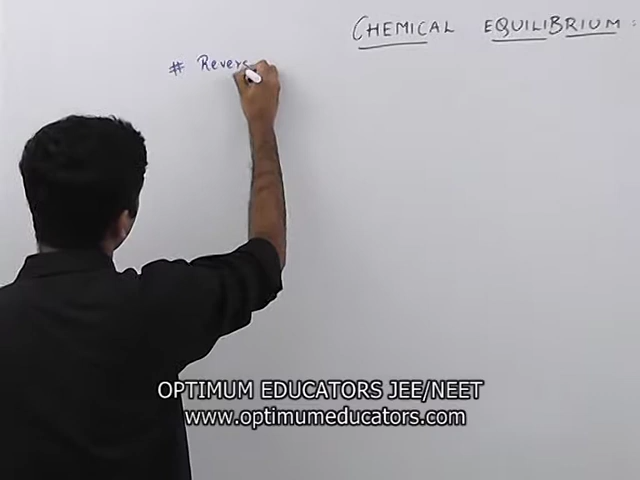 CHEMICAL EQUILIBRIUM :
# Revers
OPTIMUM EDUCATORS JEE/NEET
www.optimumeducators.com